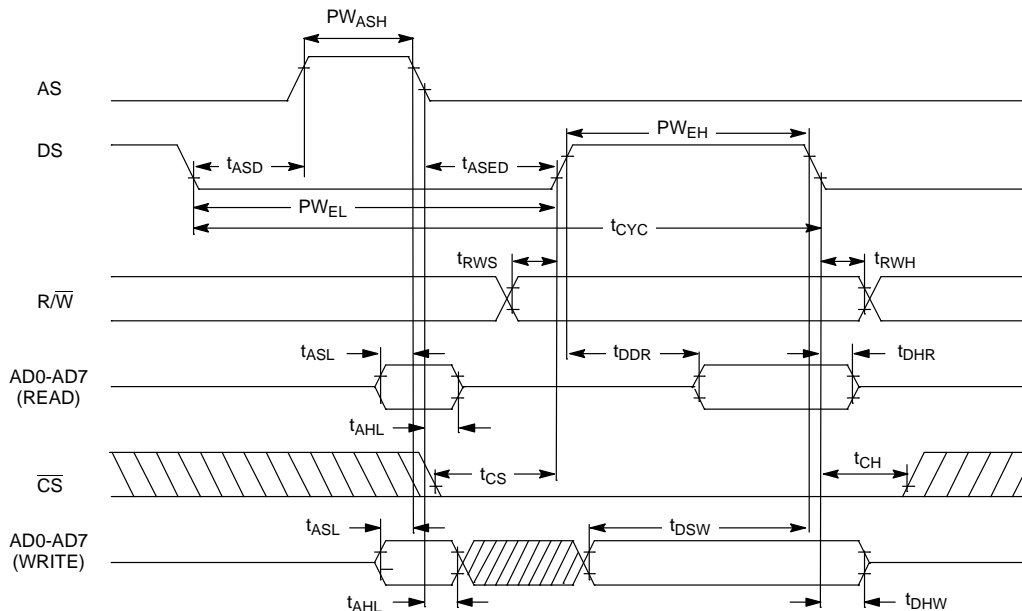 PWASH
AS
DS
PWEH
tASD
tASED
PWEL
tCYC
tRWS
tRWH
R/W̅
tASL
tDDR
tDHR
AD0-AD7
(READ)
tAHL
C̅S̅
tCS
tCH
tASL
tDSW
AD0-AD7
(WRITE)
tAHL
tDHW